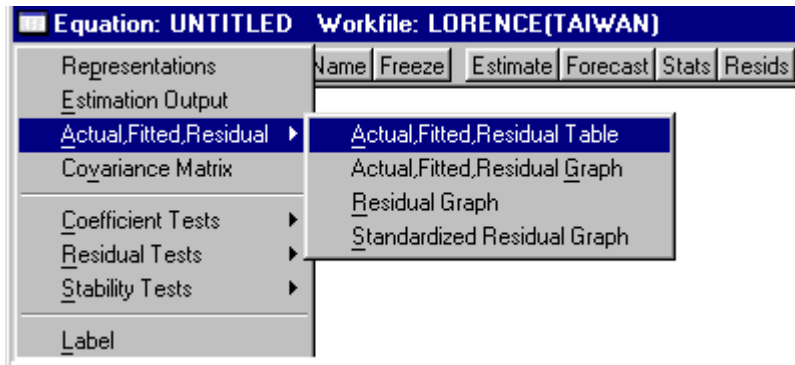 Equation: UNTITLED Workfile: LORENCE(TAIWAN)
Name Freeze Estimate Forecast Stats Resids
Representations
Estimation Output
Actual,Fitted,Residual
Covariance Matrix
Coefficient Tests
Residual Tests
Stability Tests
Label
Actual,Fitted,Residual Table
Actual,Fitted,Residual Graph
Residual Graph
Standardized Residual Graph